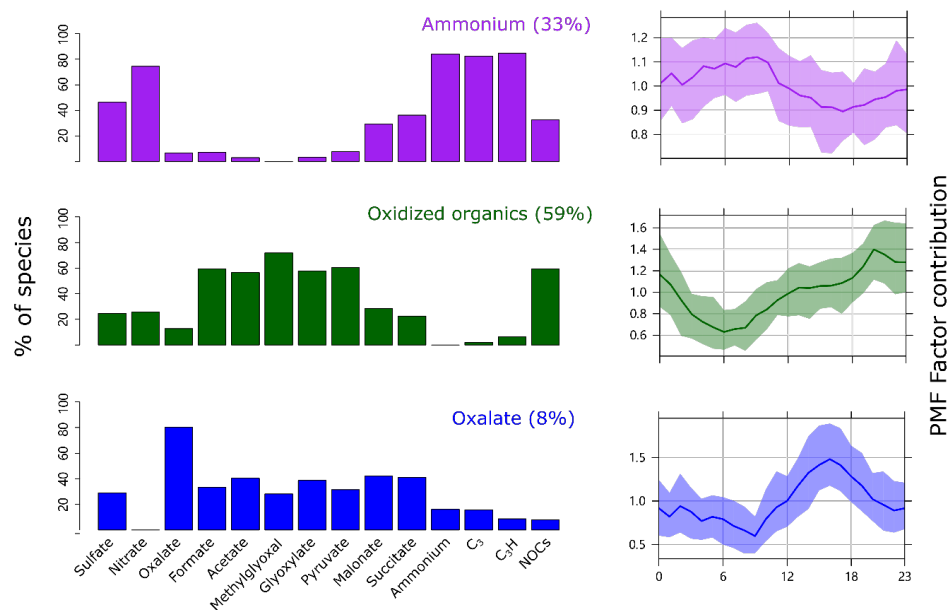 Ammonium (33%)
100
80
60
40
20
1.2
1.1
1.0
0.9
0.8
Oxidized organics (59%)
100
80
60
40
20
1.6
1.4
1.2
1.0
0.8
0.6
Oxalate (8%)
100
80
60
40
20
1.5
1.0
0.5
0
6
12
18
23
Sulfate
Nitrate
Oxalate
Formate
Acetate
Methylglyoxal
Glyoxylate
Pyruvate
Malonate
Succitate
Ammonium
C₃
C₃H
NOCs
% of species
PMF Factor contribution